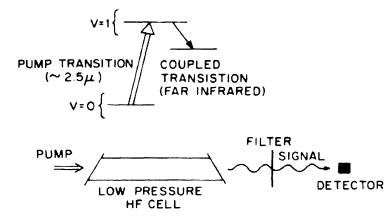 V=1{
PUMP TRANSITION
(~2.5μ)
COUPLED
TRANSISTION
(FAR INFRARED)
V=0{
PUMP
LOW PRESSURE
HF CELL
FILTER
SIGNAL
DETECTOR